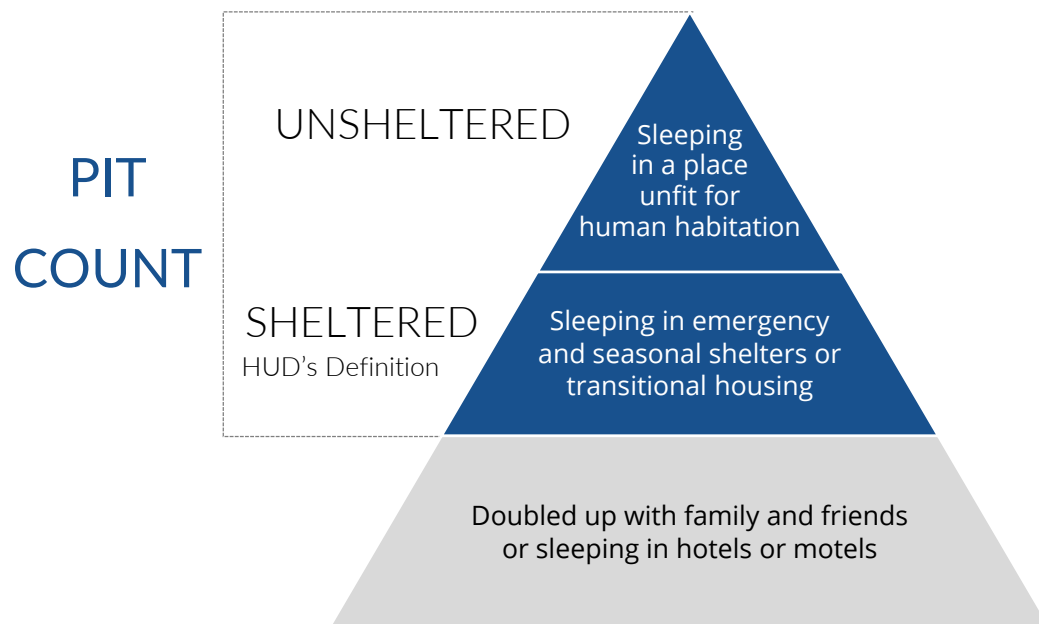 PIT
COUNT
UNSHELTERED
Sleeping
in a place
unfit for
human habitation
SHELTERED
HUD's Definition
Sleeping in emergency
and seasonal shelters or
transitional housing
Doubled up with family and friends
or sleeping in hotels or motels